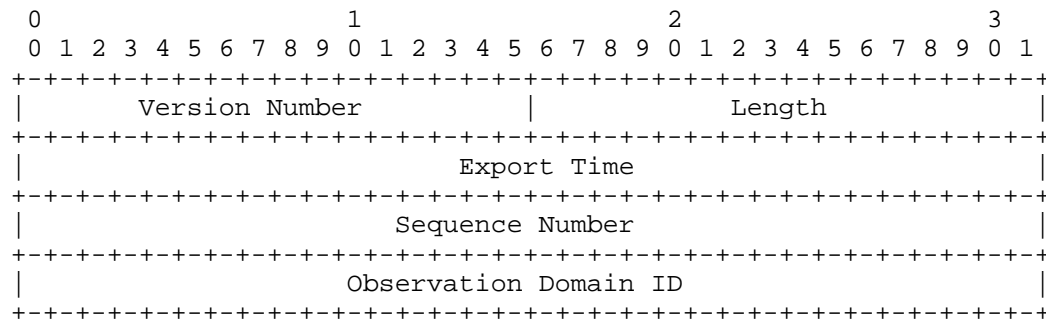 0                   1                   2                   3
 0 1 2 3 4 5 6 7 8 9 0 1 2 3 4 5 6 7 8 9 0 1 2 3 4 5 6 7 8 9 0 1
+-+-+-+-+-+-+-+-+-+-+-+-+-+-+-+-+-+-+-+-+-+-+-+-+-+-+-+-+-+-+-+-+
|       Version Number          |            Length             |
+-+-+-+-+-+-+-+-+-+-+-+-+-+-+-+-+-+-+-+-+-+-+-+-+-+-+-+-+-+-+-+-+
|                           Export Time                         |
+-+-+-+-+-+-+-+-+-+-+-+-+-+-+-+-+-+-+-+-+-+-+-+-+-+-+-+-+-+-+-+-+
|                       Sequence Number                         |
+-+-+-+-+-+-+-+-+-+-+-+-+-+-+-+-+-+-+-+-+-+-+-+-+-+-+-+-+-+-+-+-+
|                    Observation Domain ID                      |
+-+-+-+-+-+-+-+-+-+-+-+-+-+-+-+-+-+-+-+-+-+-+-+-+-+-+-+-+-+-+-+-+